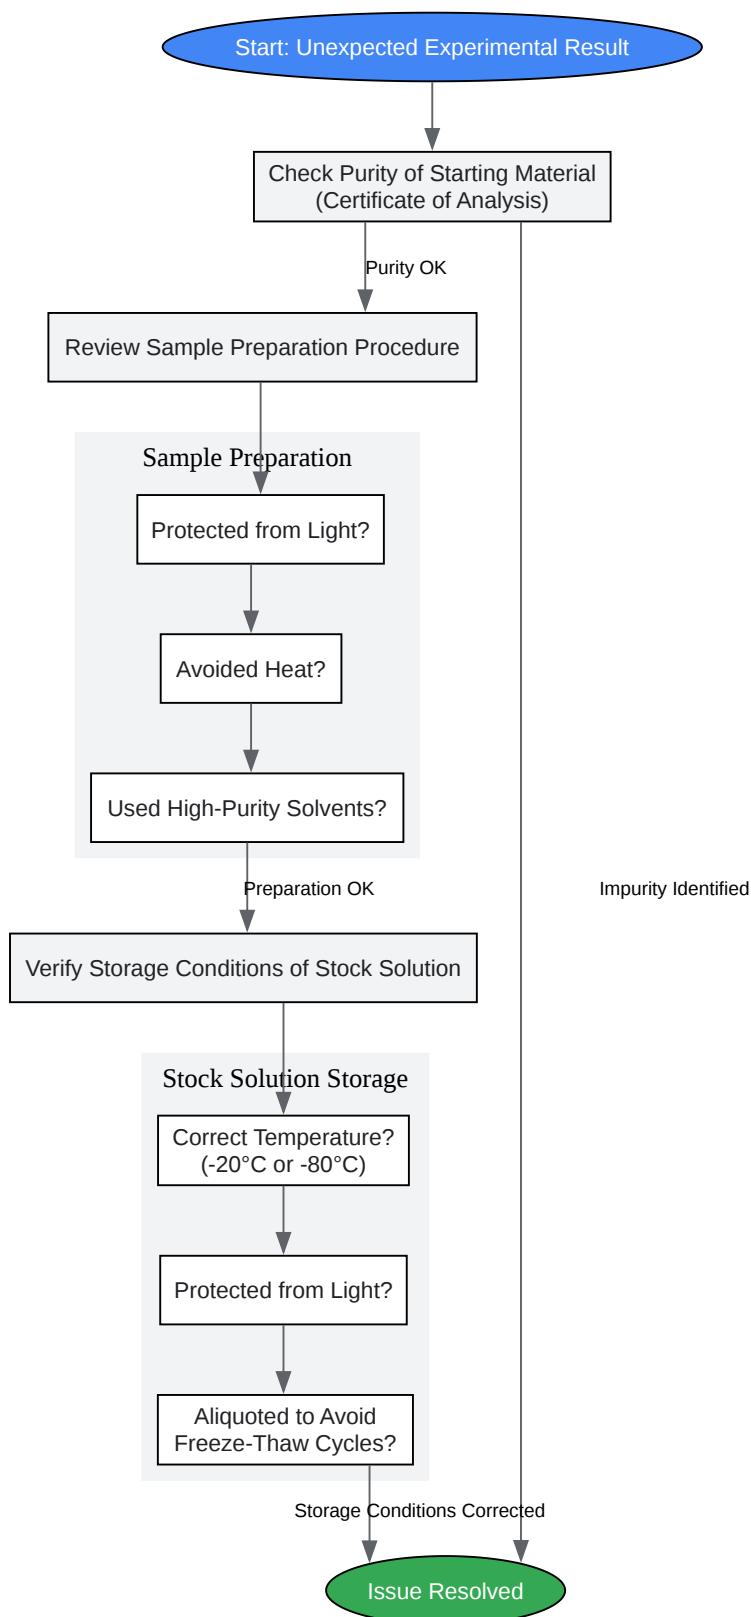 Start: Unexpected Experimental Result
Check Purity of Starting Material
(Certificate of Analysis)
Purity OK
Review Sample Preparation Procedure
Sample Preparation
Protected from Light?
Avoided Heat?
Used High-Purity Solvents?
Preparation OK
Impurity Identified
Verify Storage Conditions of Stock Solution
Stock Solution Storage
Correct Temperature?
(-20°C or -80°C)
Protected from Light?
Aliquoted to Avoid
Freeze-Thaw Cycles?
Storage Conditions Corrected
Issue Resolved